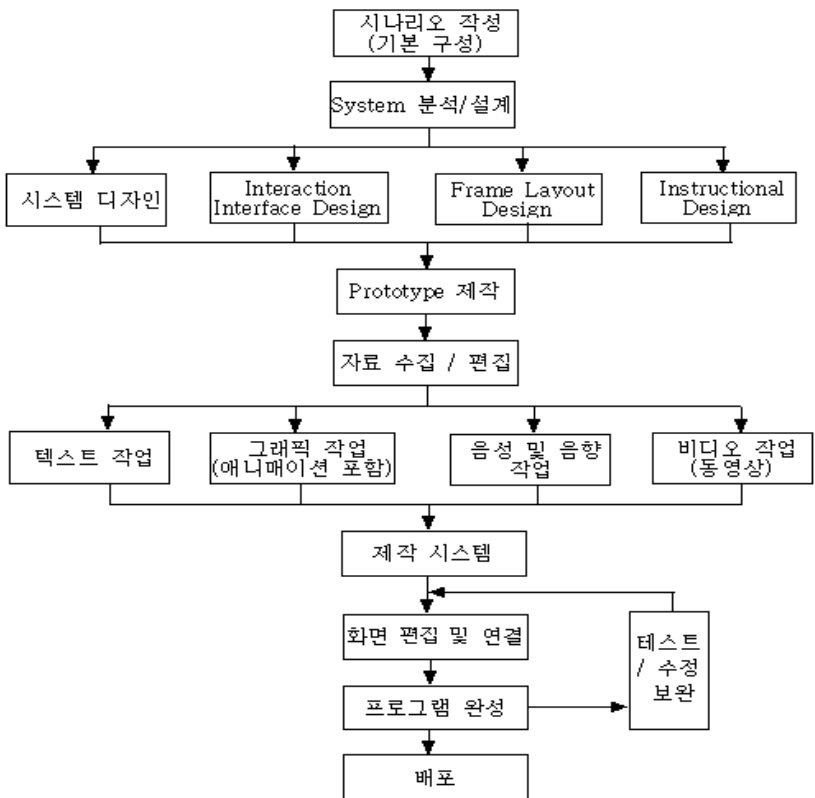 시나리오 작성
(기본 구성)
System 분석/설계
시스템 디자인
Interaction
Interface Design
Frame Layout
Design
Instructional
Design
Prototype 제작
자료 수집 / 편집
텍스트 작업
그래픽 작업
(애니매이션 포함)
음성 및 음향
작업
비디오 작업
(동영상)
제작 시스템
화면 편집 및 연결
테스트
/ 수정
보완
프로그램 완성
배포